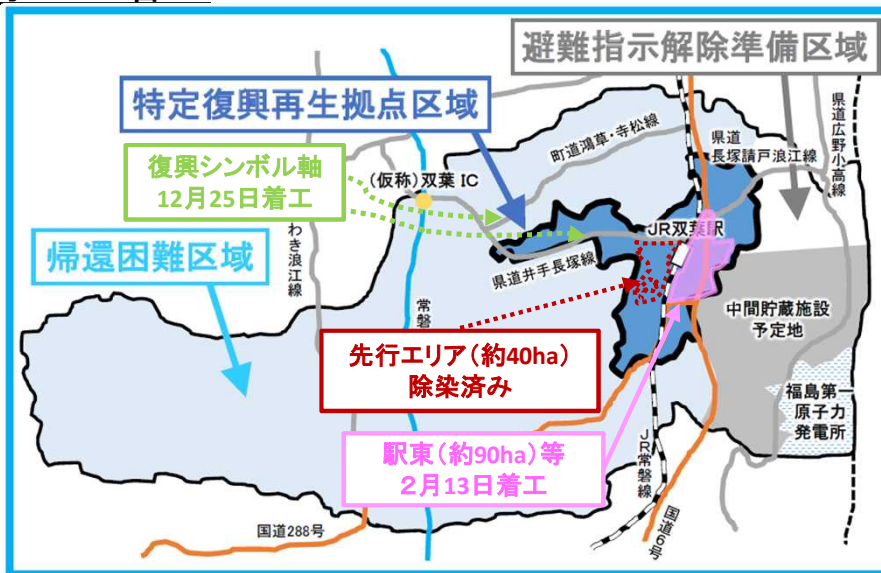 避難指示解除準備区域
特定復興再生拠点区域
復興シンボル軸
12月25日着工
(仮称)双葉 IC
町道鴻草・寺松線
県道
長塚請戸浪江線
県道広野小高線
わき浪江線
帰還困難区域
JR双葉駅
県道井手長塚線
常磐
中間貯蔵施設
予定地
先行エリア(約40ha)
除染済み
福島第一
原子力
発電所
駅東(約90ha)等
2月13日着工
JR常磐線
国道288号
国道6号